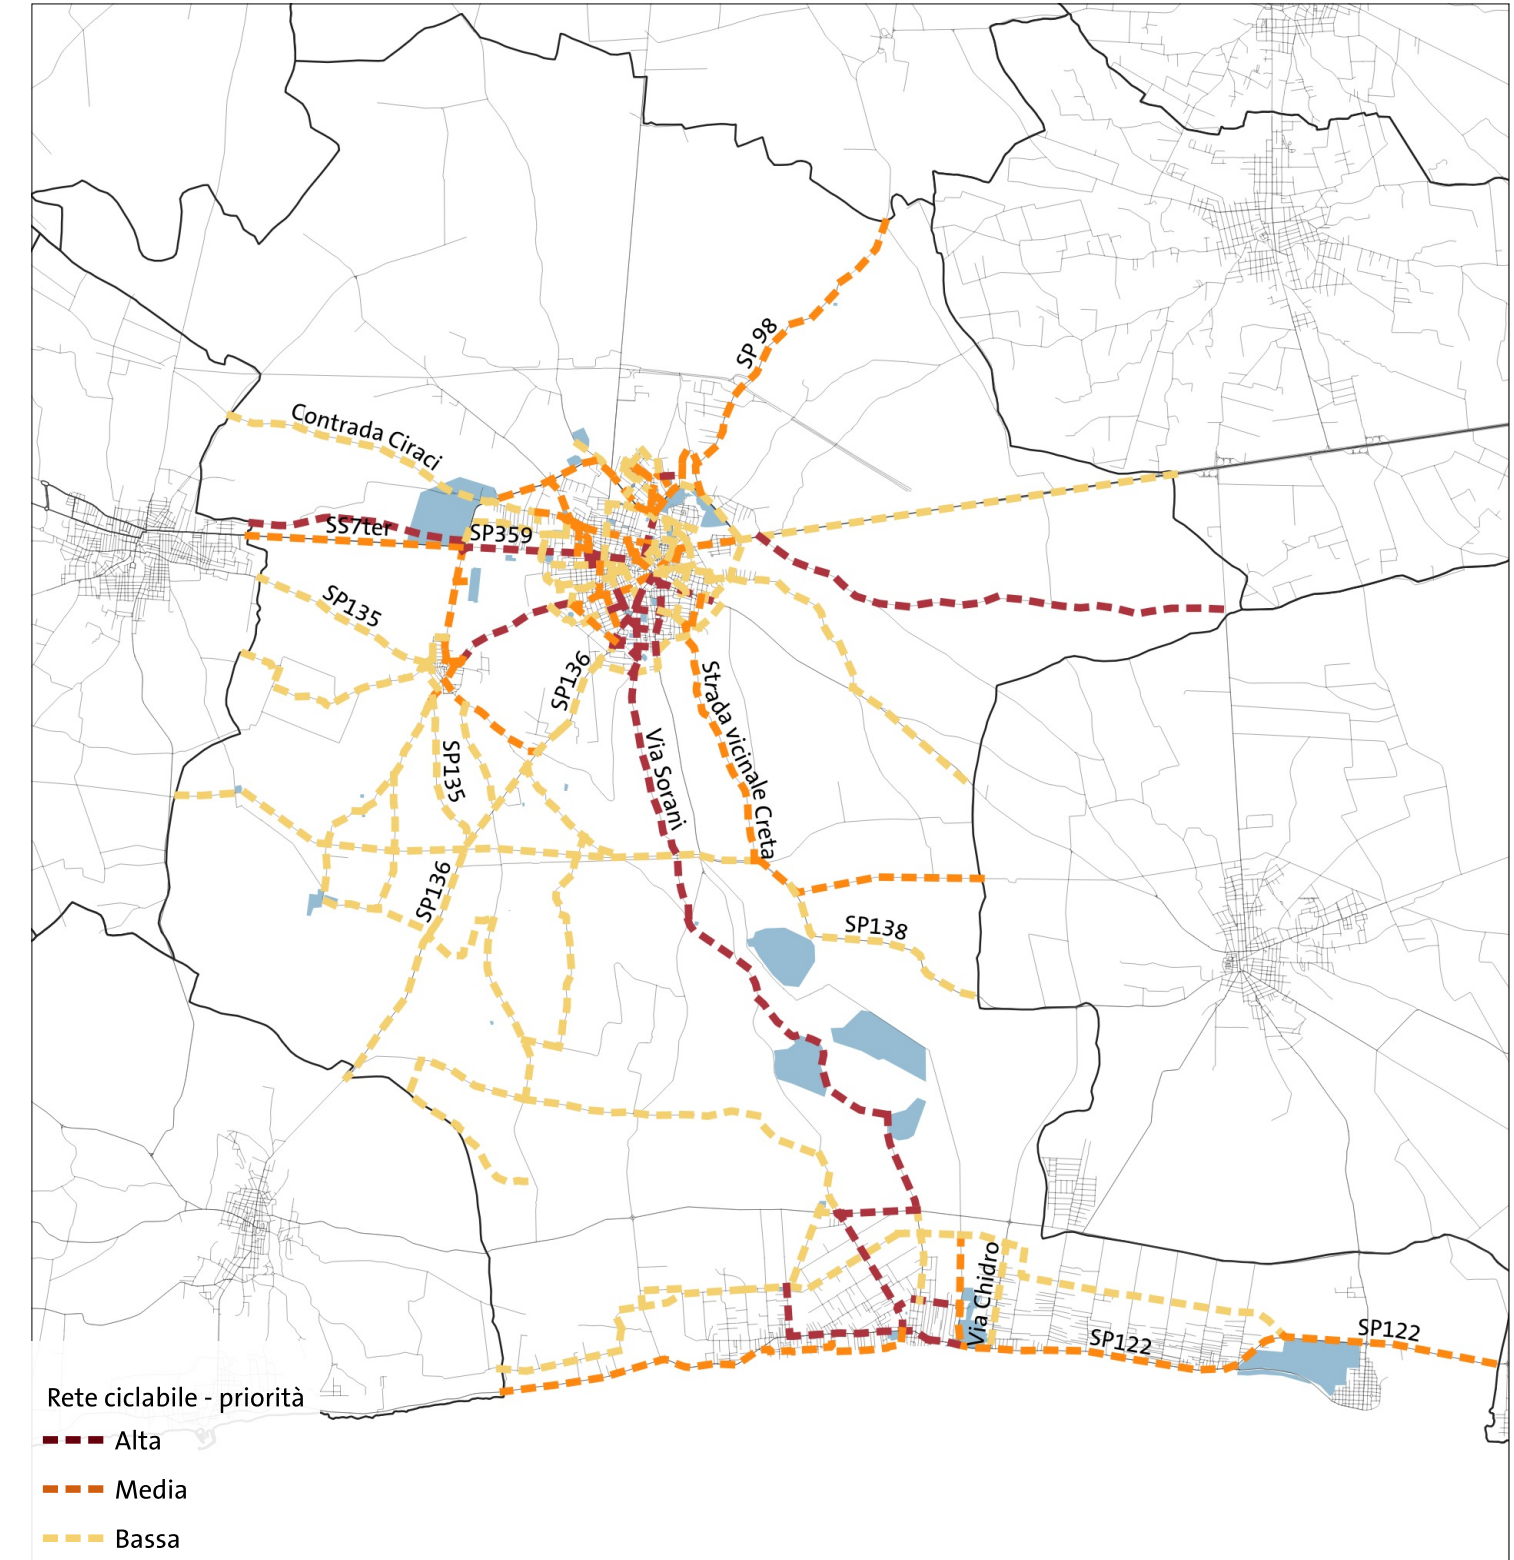 SP 98
Contrada Ciraci
SS7ter
SP359
SP135
SP136
Strada vicinale Creta
Via Sorani
SP135
SP136
SP138
Via Chidro
SP122
SP122
Rete ciclabile - priorità
Alta
Media
Bassa